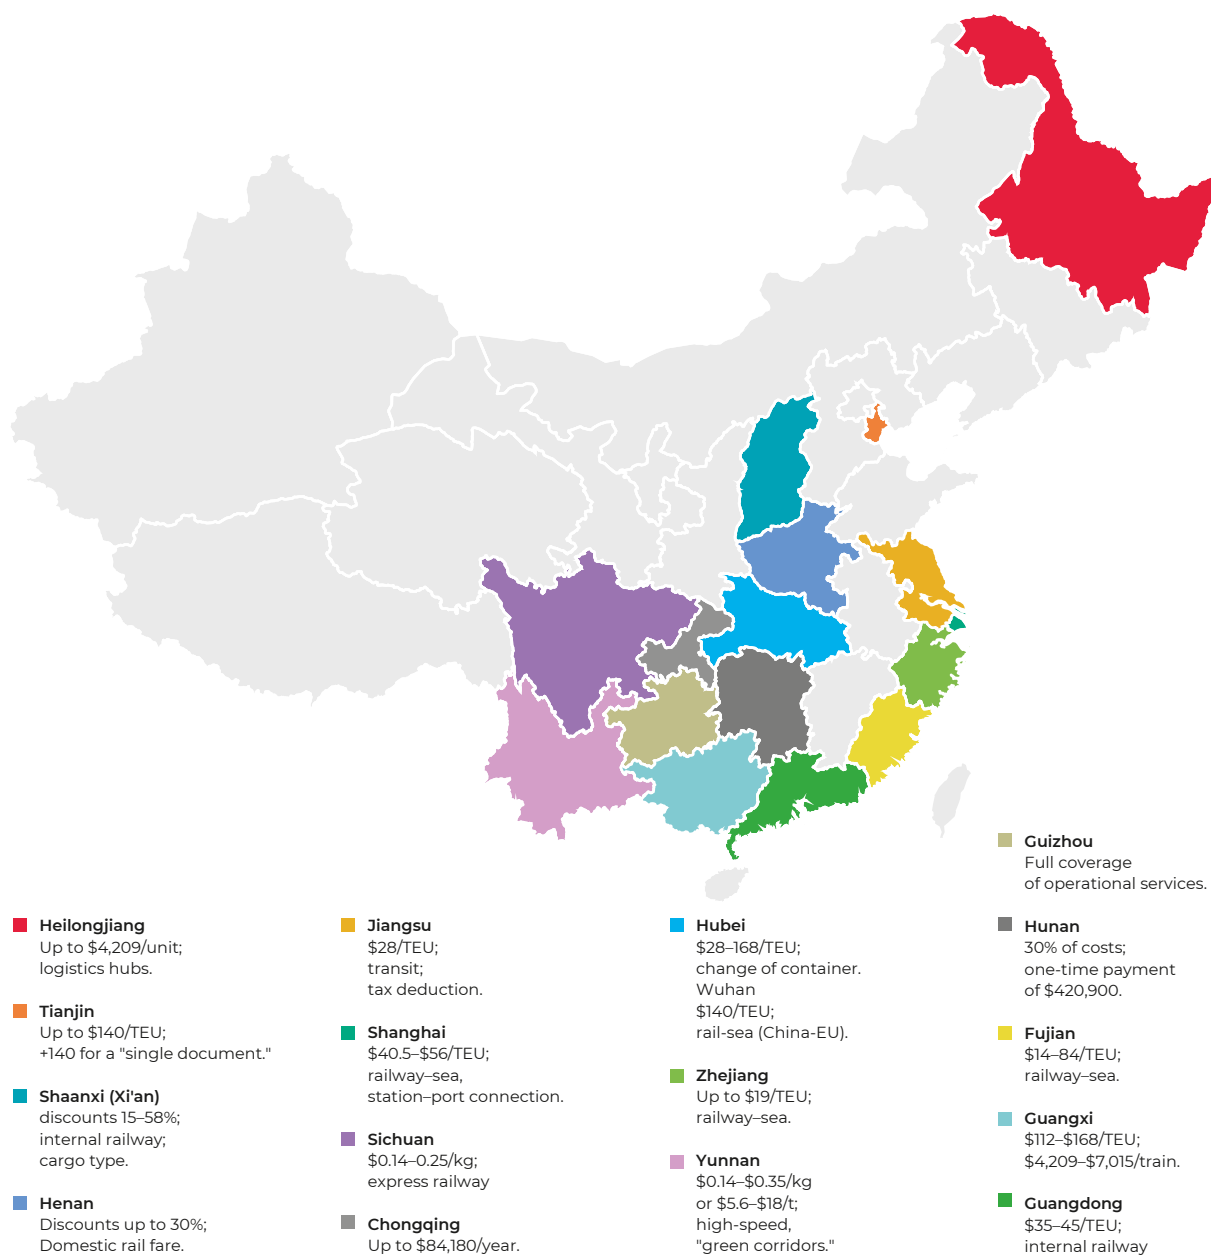 Heilongjiang
Up to $4,209/unit;
logistics hubs.
Tianjin
Up to $140/TEU;
+140 for a "single document."
Shaanxi (Xi'an)
discounts 15–58%;
internal railway;
cargo type.
Henan
Discounts up to 30%;
Domestic rail fare.
Jiangsu
$28/TEU;
transit;
tax deduction.
Shanghai
$40.5–$56/TEU;
railway–sea,
station–port connection.
Sichuan
$0.14–0.25/kg;
express railway
Chongqing
Up to $84,180/year.
Hubei
$28–168/TEU;
change of container.
Wuhan
$140/TEU;
rail-sea (China-EU).
Zhejiang
Up to $19/TEU;
railway–sea.
Yunnan
$0.14–$0.35/kg
or $5.6–$18/t;
high-speed,
"green corridors."
Guizhou
Full coverage
of operational services.
Hunan
30% of costs;
one-time payment
of $420,900.
Fujian
$14–84/TEU;
railway–sea.
Guangxi
$112–$168/TEU;
$4,209–$7,015/train.
Guangdong
$35–45/TEU;
internal railway